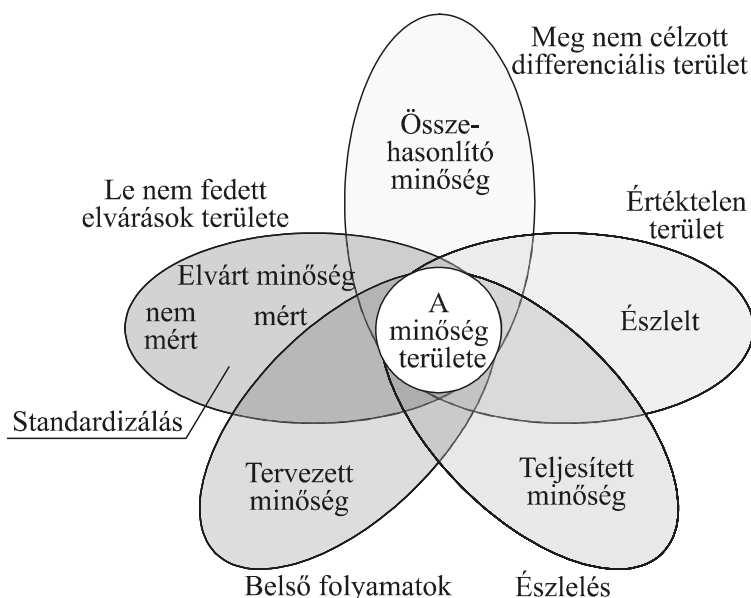 Meg nem célzott
differenciális terület
Össze-
hasonlító
minőség
Le nem fedett
elvárások területe
Értéktelen
terület
Elvárt minőség
nem
mért
mért
A
minőség
területe
Észlelt
Standardizálás
Tervezett
minőség
Teljesített
minőség
Belső folyamatok
Észlelés